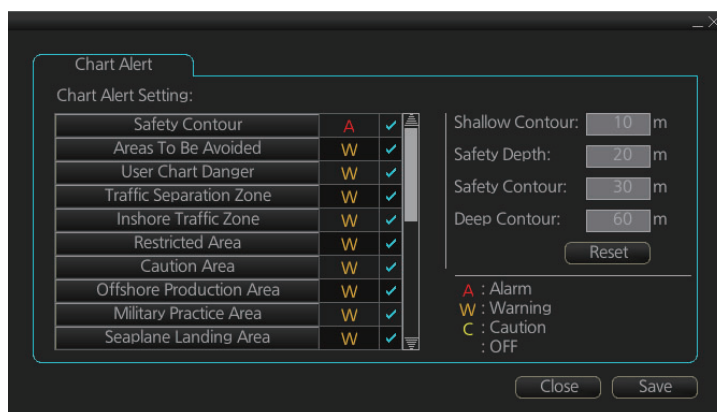 Chart Alert
Chart Alert Setting:
Safety Contour A
Areas To Be Avoided W
User Chart Danger W
Traffic Separation Zone W
Inshore Traffic Zone W
Restricted Area W
Caution Area W
Offshore Production Area W
Military Practice Area W
Seaplane Landing Area W
Shallow Contour: 10 m
Safety Depth: 20 m
Safety Contour: 30 m
Deep Contour: 60 m
Reset
A : Alarm
W : Warning
C : Caution
: OFF
Close Save